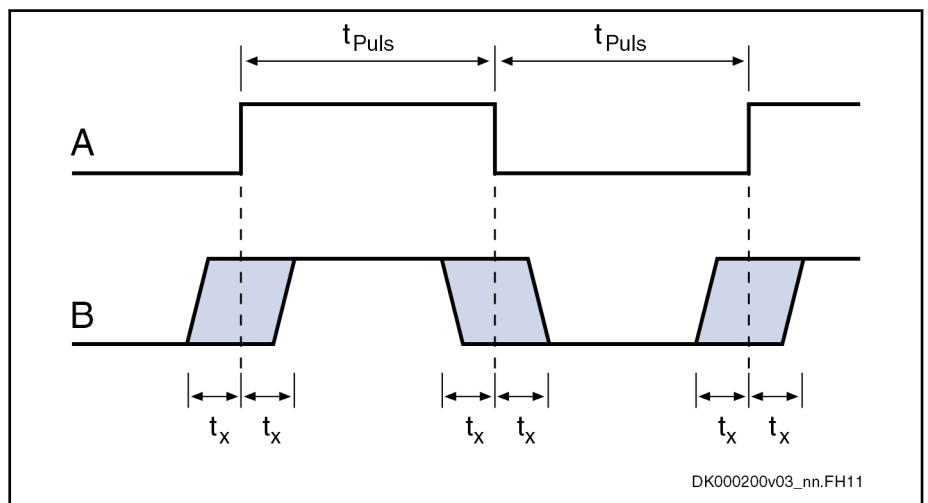 tPuls tPuls
A
B
tx tx tx tx tx tx
DK000200v03_nn.FH11